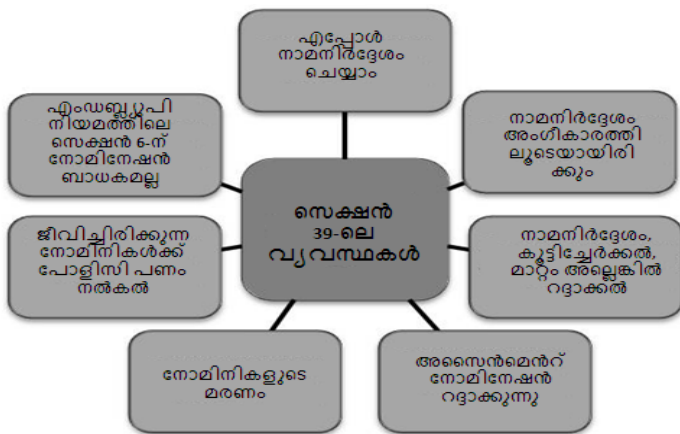 എപ്പോൾ
നാമനിർദ്ദേശം
ചെയ്യാം
നാമനിർദ്ദേശം
അംഗീകാരത്തി
ലൂടെയായിരി
ക്കും
നാമനിർദ്ദേശം,
കൂട്ടിച്ചേർക്കൽ,
മാറ്റം അല്ലെങ്കിൽ
റദ്ദാക്കൽ
അസൈൻമെൻറ്
നോമിനേഷൻ
റദ്ദാക്കുന്നു
നോമിനികളുടെ
മരണം
ജീവിച്ചിരിക്കുന്ന
നോമിനികൾക്ക്
പോളിസി പണം
നൽകൽ
എംഡബ്ല്യുപി
നിയമത്തിലെ
സെക്ഷൻ 6-ന്
നോമിനേഷൻ
ബാധകമല്ല
സെക്ഷൻ
39-ലെ
വ്യവസ്ഥകൾ